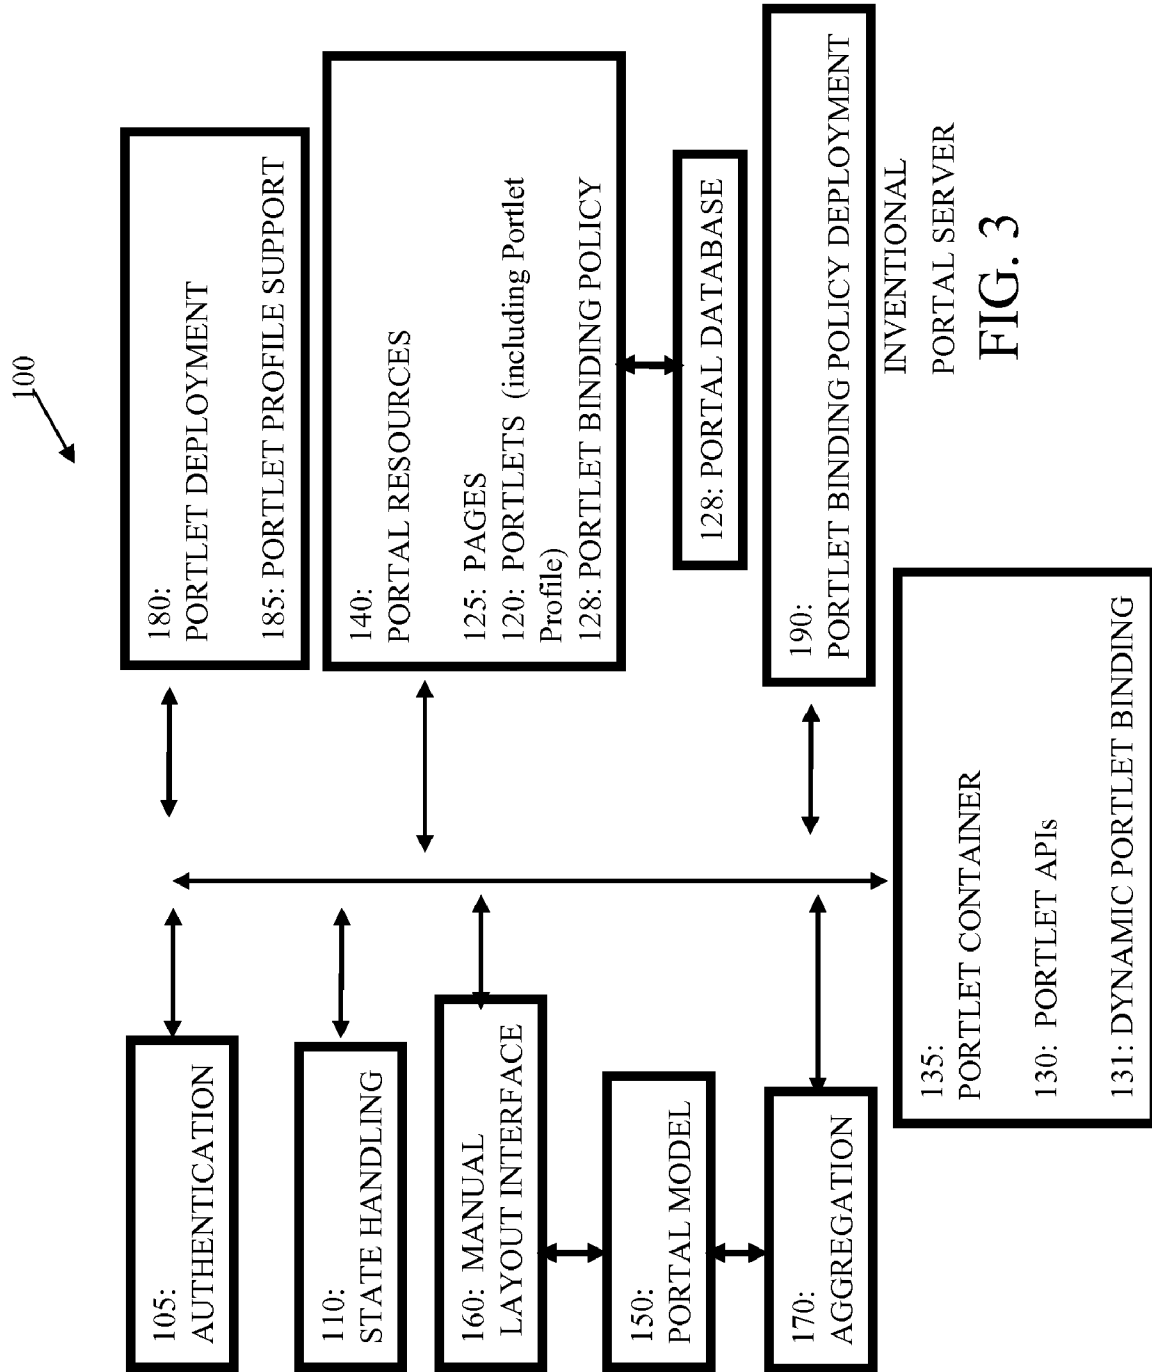 100
105:
AUTHENTICATION
110:
STATE HANDLING
160: MANUAL
LAYOUT INTERFACE
150:
PORTAL MODEL
170:
AGGREGATION
180:
PORTLET DEPLOYMENT
185: PORTLET PROFILE SUPPORT
140:
PORTAL RESOURCES
125: PAGES
120: PORTLETS (including Portlet
Profile)
128: PORTLET BINDING POLICY
128: PORTAL DATABASE
190:
PORTLET BINDING POLICY DEPLOYMENT
135:
PORTLET CONTAINER
130: PORTLET APIs
131: DYNAMIC PORTLET BINDING
INVENTIONAL
PORTAL SERVER
FIG. 3